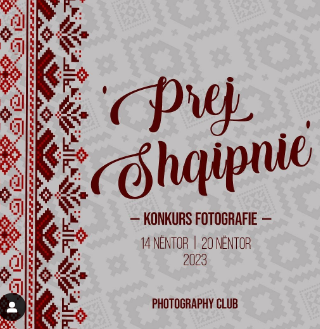 'Prej
Shqipnie'
– KONKURS FOTOGRAFIE –
14 NËNTOR | 20 NËNTOR
2023
PHOTOGRAPHY CLUB